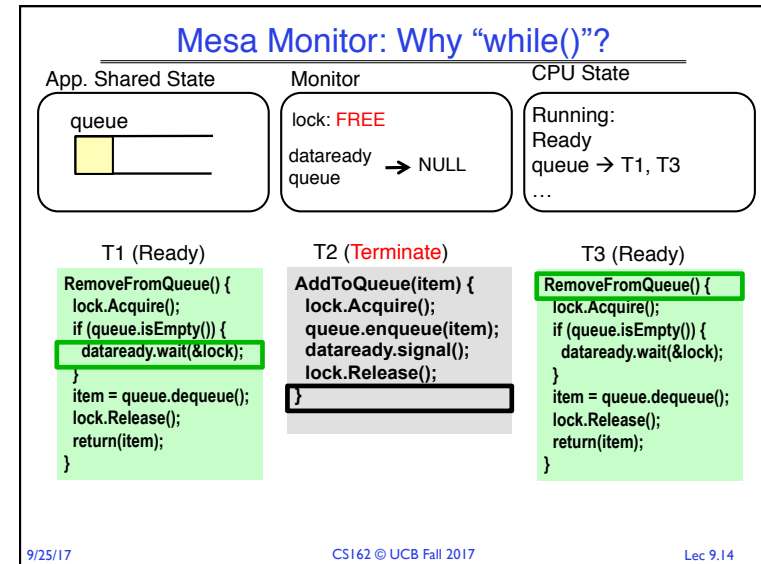 Mesa Monitor: Why “while()”?
App. Shared State
queue
Monitor
lock: FREE
dataready
queue → NULL
CPU State
Running:
Ready
queue → T1, T3
…
T1 (Ready)
RemoveFromQueue() {
lock.Acquire();
if (queue.isEmpty()) {
dataready.wait(&lock);
}
item = queue.dequeue();
lock.Release();
return(item);
}
T2 (Terminate)
AddToQueue(item) {
lock.Acquire();
queue.enqueue(item);
dataready.signal();
lock.Release();
}
T3 (Ready)
RemoveFromQueue() {
lock.Acquire();
if (queue.isEmpty()) {
dataready.wait(&lock);
}
item = queue.dequeue();
lock.Release();
return(item);
}
9/25/17
CS162 © UCB Fall 2017
Lec 9.14